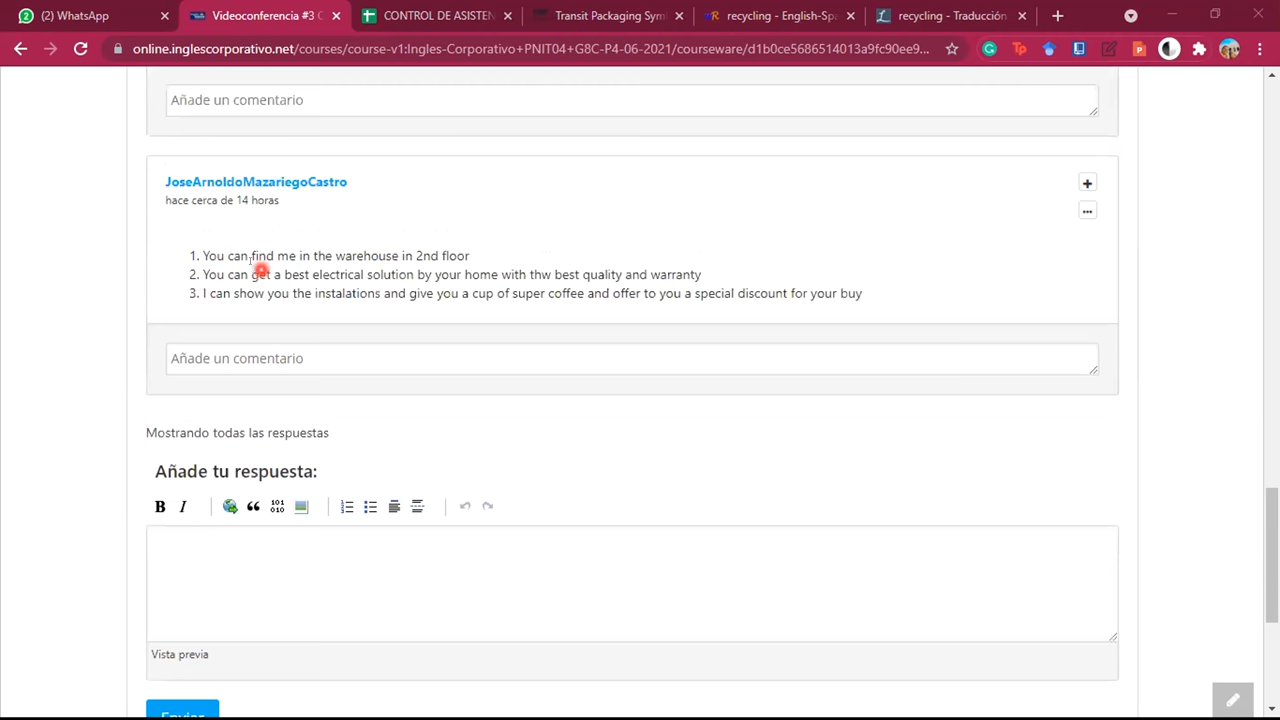 (2) WhatsApp
Videoconferencia #3 C
CONTROL DE ASISTEN
Transit Packaging Sym
recycling - English-Spa
recycling - Traducción
online.inglescorporativo.net/courses/course-v1:Ingles-Corporativo+PNIT04+G8C-P4-06-2021/courseware/d1b0ce5686514013a9fc90ee9...
Añade un comentario
JoseArnoldoMazariegoCastro
hace cerca de 14 horas
1. You can find me in the warehouse in 2nd floor
2. You can get a best electrical solution by your home with thw best quality and warranty
3. I can show you the instalations and give you a cup of super coffee and offer to you a special discount for your buy
Añade un comentario
Mostrando todas las respuestas
Añade tu respuesta:
B I
101
010
Vista previa
Enviar